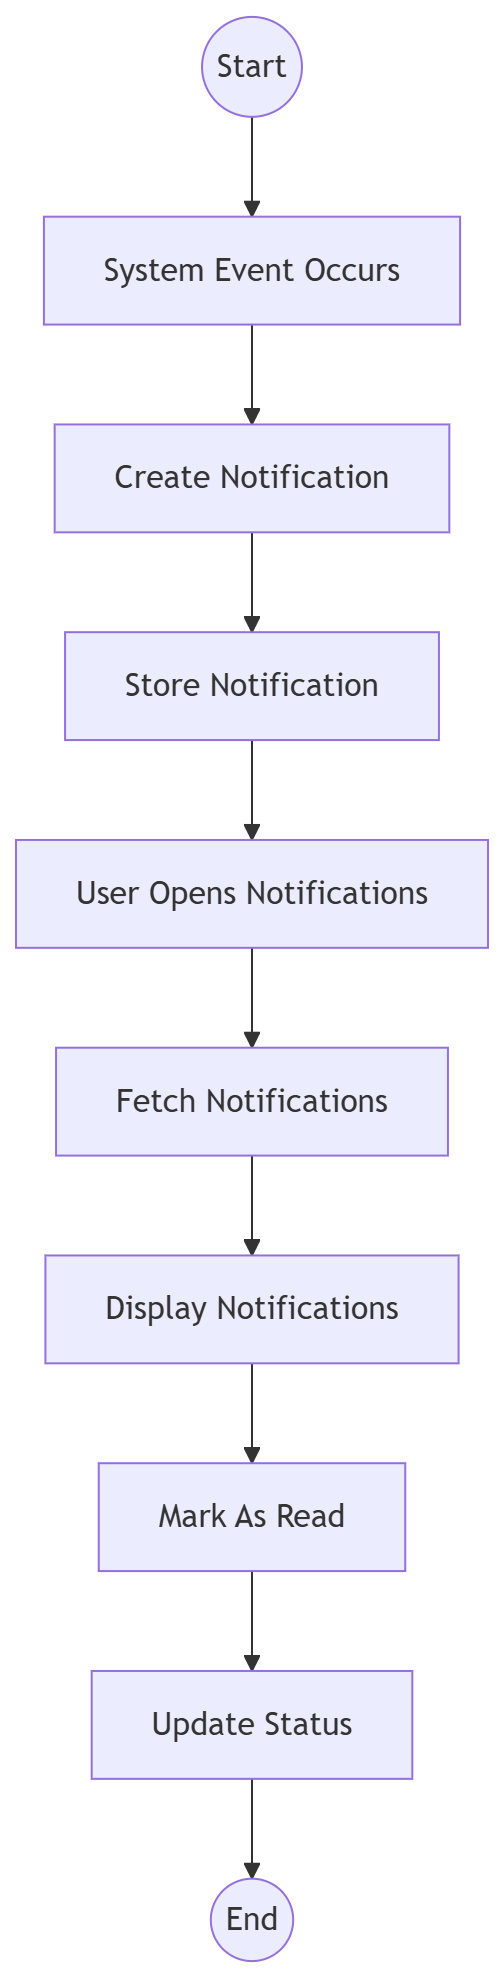 Start
System Event Occurs
Create Notification
Store Notification
User Opens Notifications
Fetch Notifications
Display Notifications
Mark As Read
Update Status
End